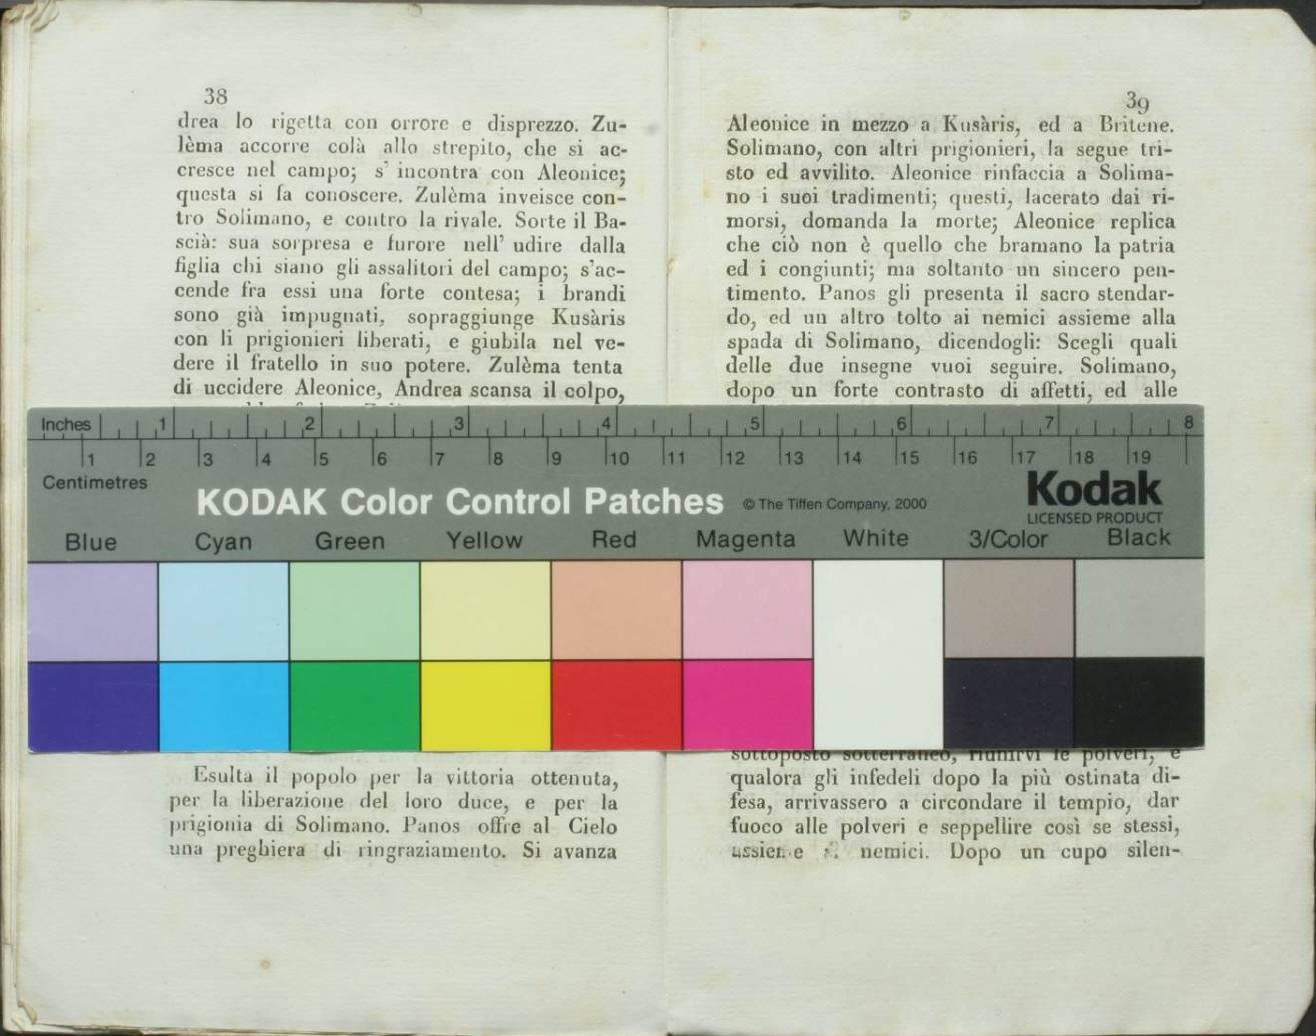 38
drea lo rigetta con orrore e disprezzo. Zu-
lèma accorre colà allo strepito, che si ac-
cresce nel campo; s' incontra con Aleonice;
questa si fa conoscere. Zulèma inveisce con-
tro Solimano, e contro la rivale. Sorte il Ba-
scià: sua sorpresa e furore nell' udire dalla
figlia chi siano gli assalitori del campo; s'ac-
cende fra essi una forte contesa; i brandi
sono già impugnati, sopraggiunge Kusàris
con li prigionieri liberati, e giubila nel ve-
dere il fratello in suo potere. Zulèma tenta
di uccidere Aleonice, Andrea scansa il colpo,
Esulta il popolo per la vittoria ottenuta,
per la liberazione del loro duce, e per la
prigionia di Solimano. Panos offre al Cielo
una preghiera di ringraziamento. Si avanza
39
Aleonice in mezzo a Kusàris, ed a Britene.
Solimano, con altri prigionieri, la segue tri-
sto ed avvilito. Aleonice rinfaccia a Solima-
no i suoi tradimenti; questi, lacerato dai ri-
morsi, domanda la morte; Aleonice replica
che ciò non è quello che bramano la patria
ed i congiunti; ma soltanto un sincero pen-
timento. Panos gli presenta il sacro stendar-
do, ed un altro tolto ai nemici assieme alla
spada di Solimano, dicendogli: Scegli quali
delle due insegne vuoi seguire. Solimano,
dopo un forte contrasto di affetti, ed alle
sottoposto sotterraneo, riunirvi le polveri, e
qualora gli infedeli dopo la più ostinata di-
fesa, arrivassero a circondare il tempio, dar
fuoco alle polveri e seppellire così se stessi,
nemici. Dopo un cupo silen-
Inches 1 2 3 4 5 6 7 8
1 2 3 4 5 6 7 8 9 10 11 12 13 14 15 16 17 18 19
Centimetres
KODAK Color Control Patches © The Tiffen Company, 2000 Kodak
LICENSED PRODUCT
Blue Cyan Green Yellow Red Magenta White 3/Color Black